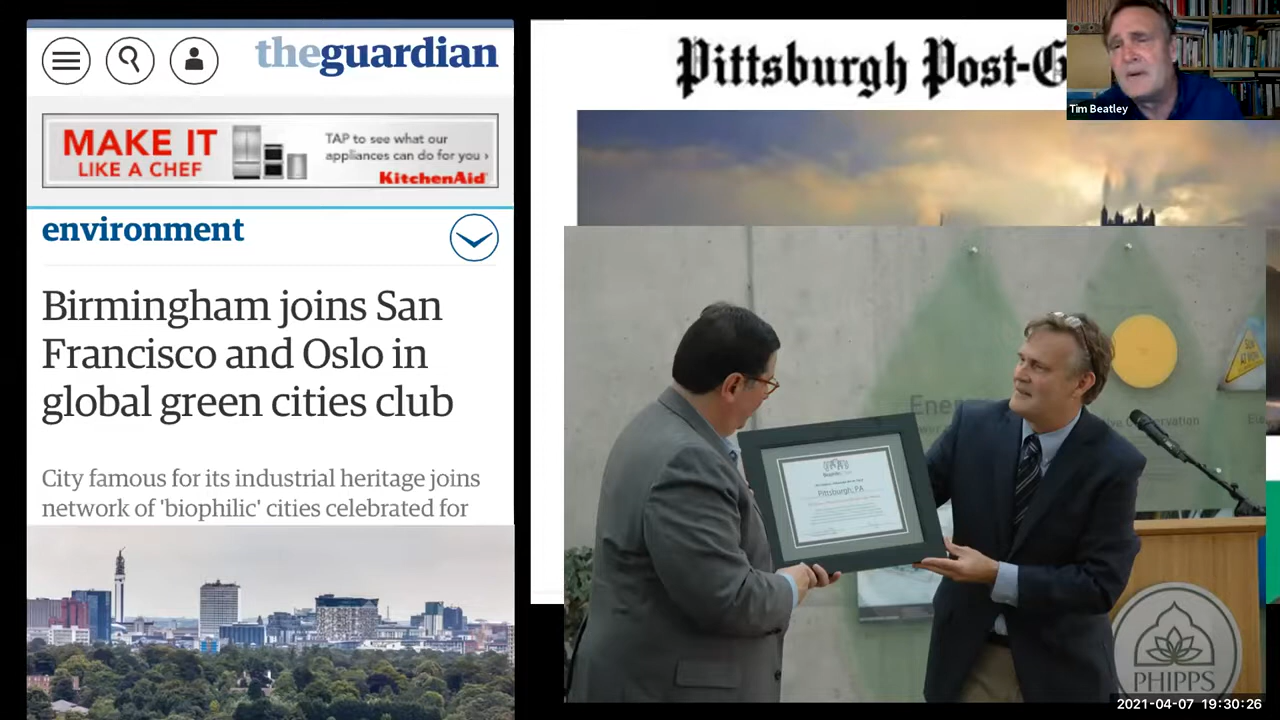 theguardian
MAKE IT
LIKE A CHEF
TAP to see what our
appliances can do for you ›
KitchenAid
environment
Birmingham joins San
Francisco and Oslo in
global green cities club
City famous for its industrial heritage joins
network of 'biophilic' cities celebrated for
Pittsburgh Post-G
Tim Beatley
Ener
Conservation
Pittsburgh, PA
PHIPPS
2021-04-07 19:30:26